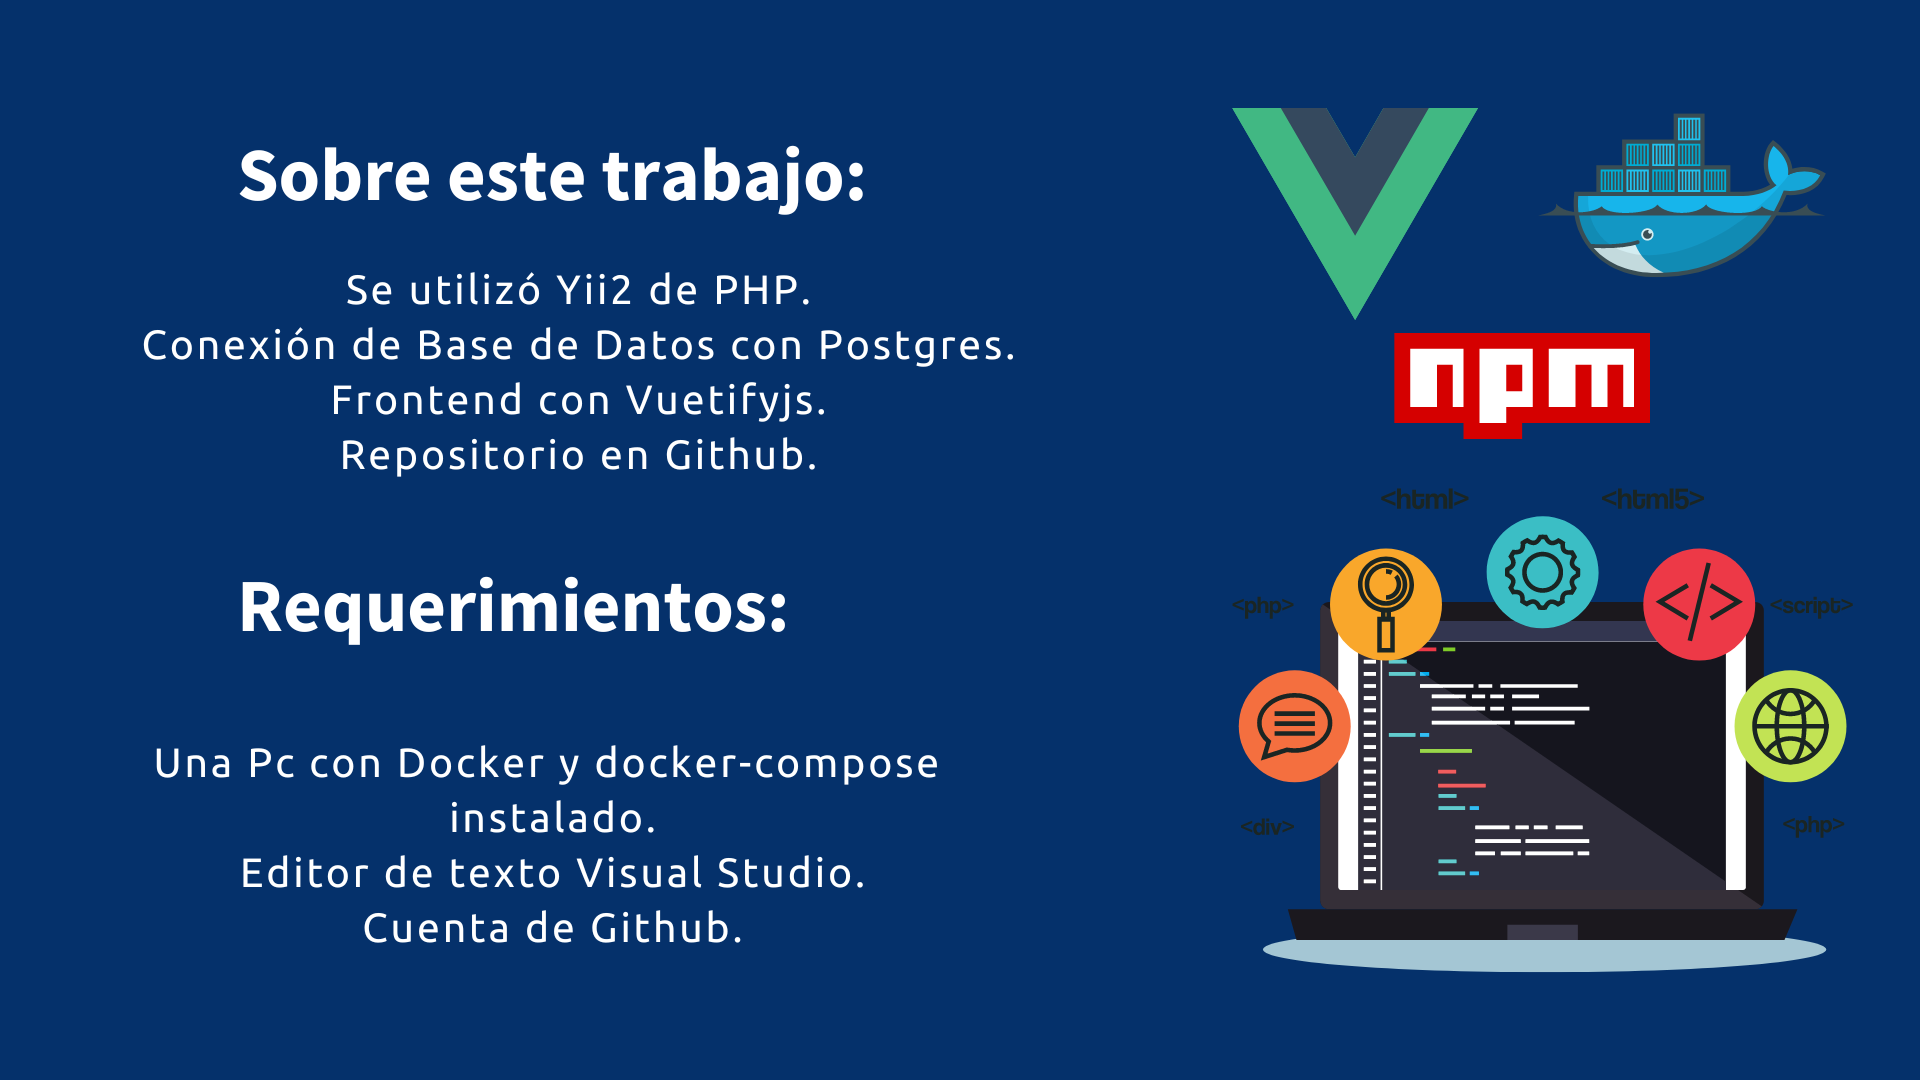 Sobre este trabajo:
Se utilizó Yii2 de PHP.
Conexión de Base de Datos con Postgres.
Frontend con Vuetifyjs.
Repositorio en Github.
Requerimientos:
Una Pc con Docker y docker-compose
instalado.
Editor de texto Visual Studio.
Cuenta de Github.
npm
<html> <html5>
<php> <script>
<div> <php>